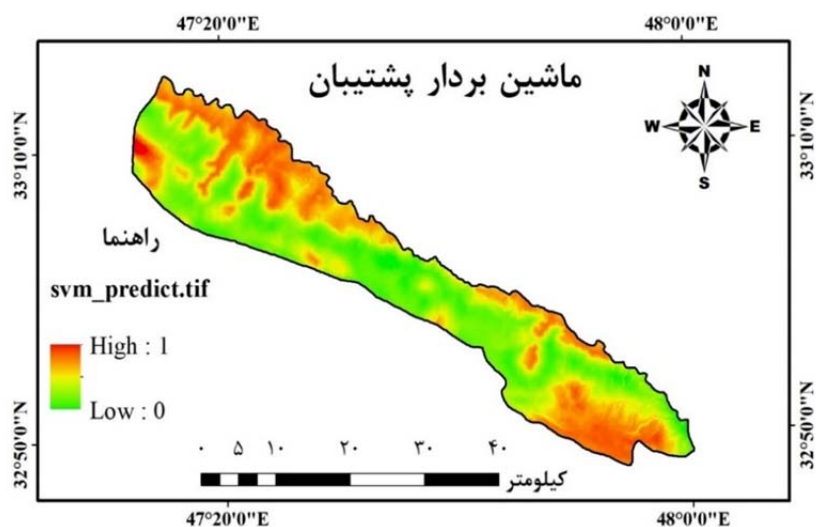 47°20'0"E 48°0'0"E
ماشین بردار پشتیبان
N
W E
S
33°10'0"N 33°10'0"N
راهنما
svm_predict.tif
High : 1
Low : 0
32°50'0"N 32°50'0"N
۰ ۵ ۱۰ ۲۰ ۳۰ ۴۰
کیلومتر
47°20'0"E 48°0'0"E